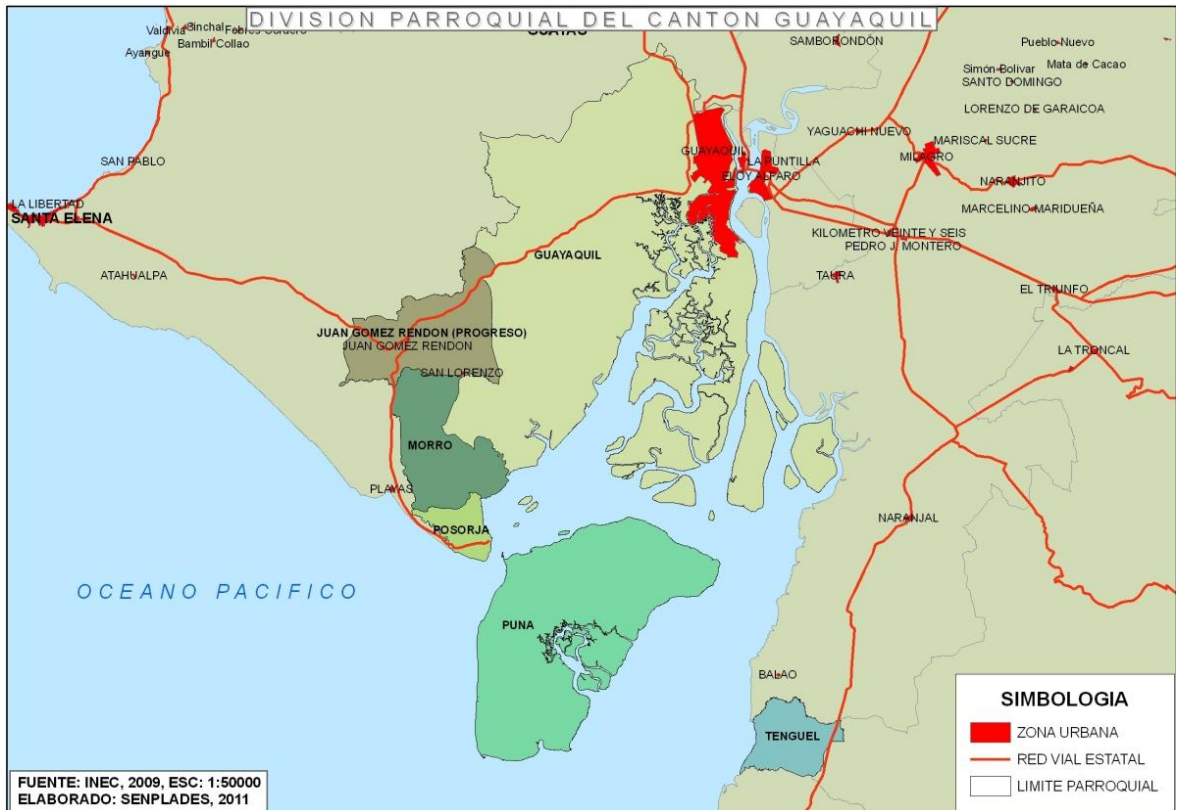 DIVISION PARROQUIAL DEL CANTON GUAYAQUIL
Valdivia
Sinchal
Febres Cordero
Bambil Collao
Ayangue
GUAYAS
SAMBORONDÓN
Pueblo Nuevo
Simón Bolivar
Mata de Cacao
SANTO DOMINGO
LORENZO DE GARAICOA
YAGUACHI NUEVO
MARISCAL SUCRE
SAN PABLO
GUAYAQUIL
LA PUNTILLA
MILAGRO
ELOY ALFARO
NARANJITO
LA LIBERTAD
SANTA ELENA
MARCELINO MARIDUEÑA
KILOMETRO VEINTE Y SEIS
PEDRO J. MONTERO
GUAYAQUIL
ATAHUALPA
TAURA
EL TRIUNFO
JUAN GOMEZ RENDON (PROGRESO)
JUAN GOMEZ RENDON
LA TRONCAL
SAN LORENZO
MORRO
PLAYAS
POSORJA
NARANJAL
OCEANO PACIFICO
PUNA
BALAO
TENGUEL
SIMBOLOGIA
ZONA URBANA
RED VIAL ESTATAL
LIMITE PARROQUIAL
FUENTE: INEC, 2009, ESC: 1:50000
ELABORADO: SENPLADES, 2011